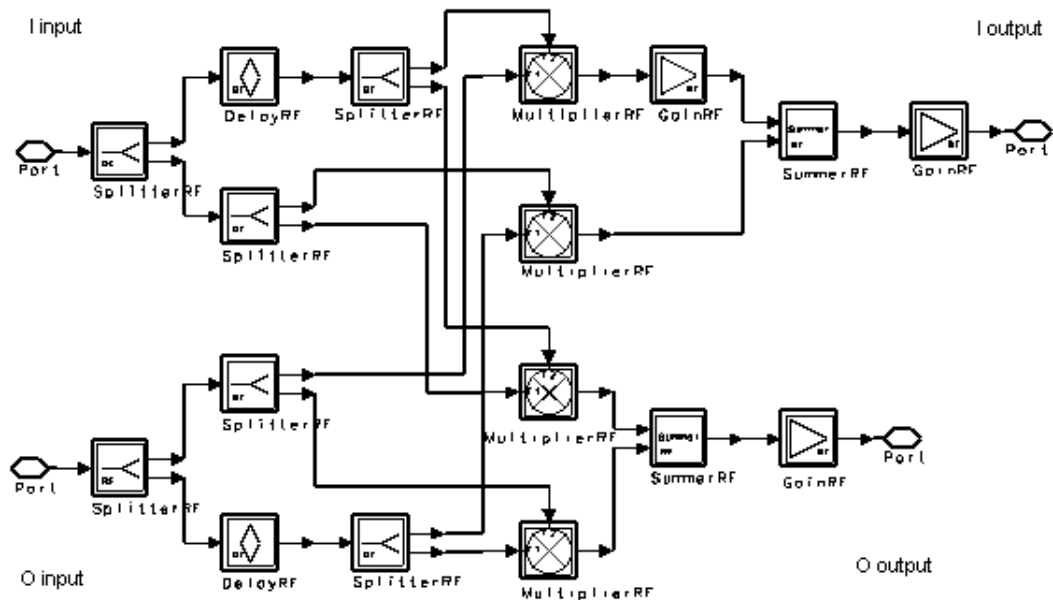 I input
I output
DelayRF
SplitterRF
MultiplierRF
GainRF
Port
SplitterRF
SummerRF
GainRF
Port
SplitterRF
MultiplierRF
SplitterRF
MultiplierRF
Port
SplitterRF
SummerRF
GainRF
Port
DelayRF
SplitterRF
MultiplierRF
O input
O output